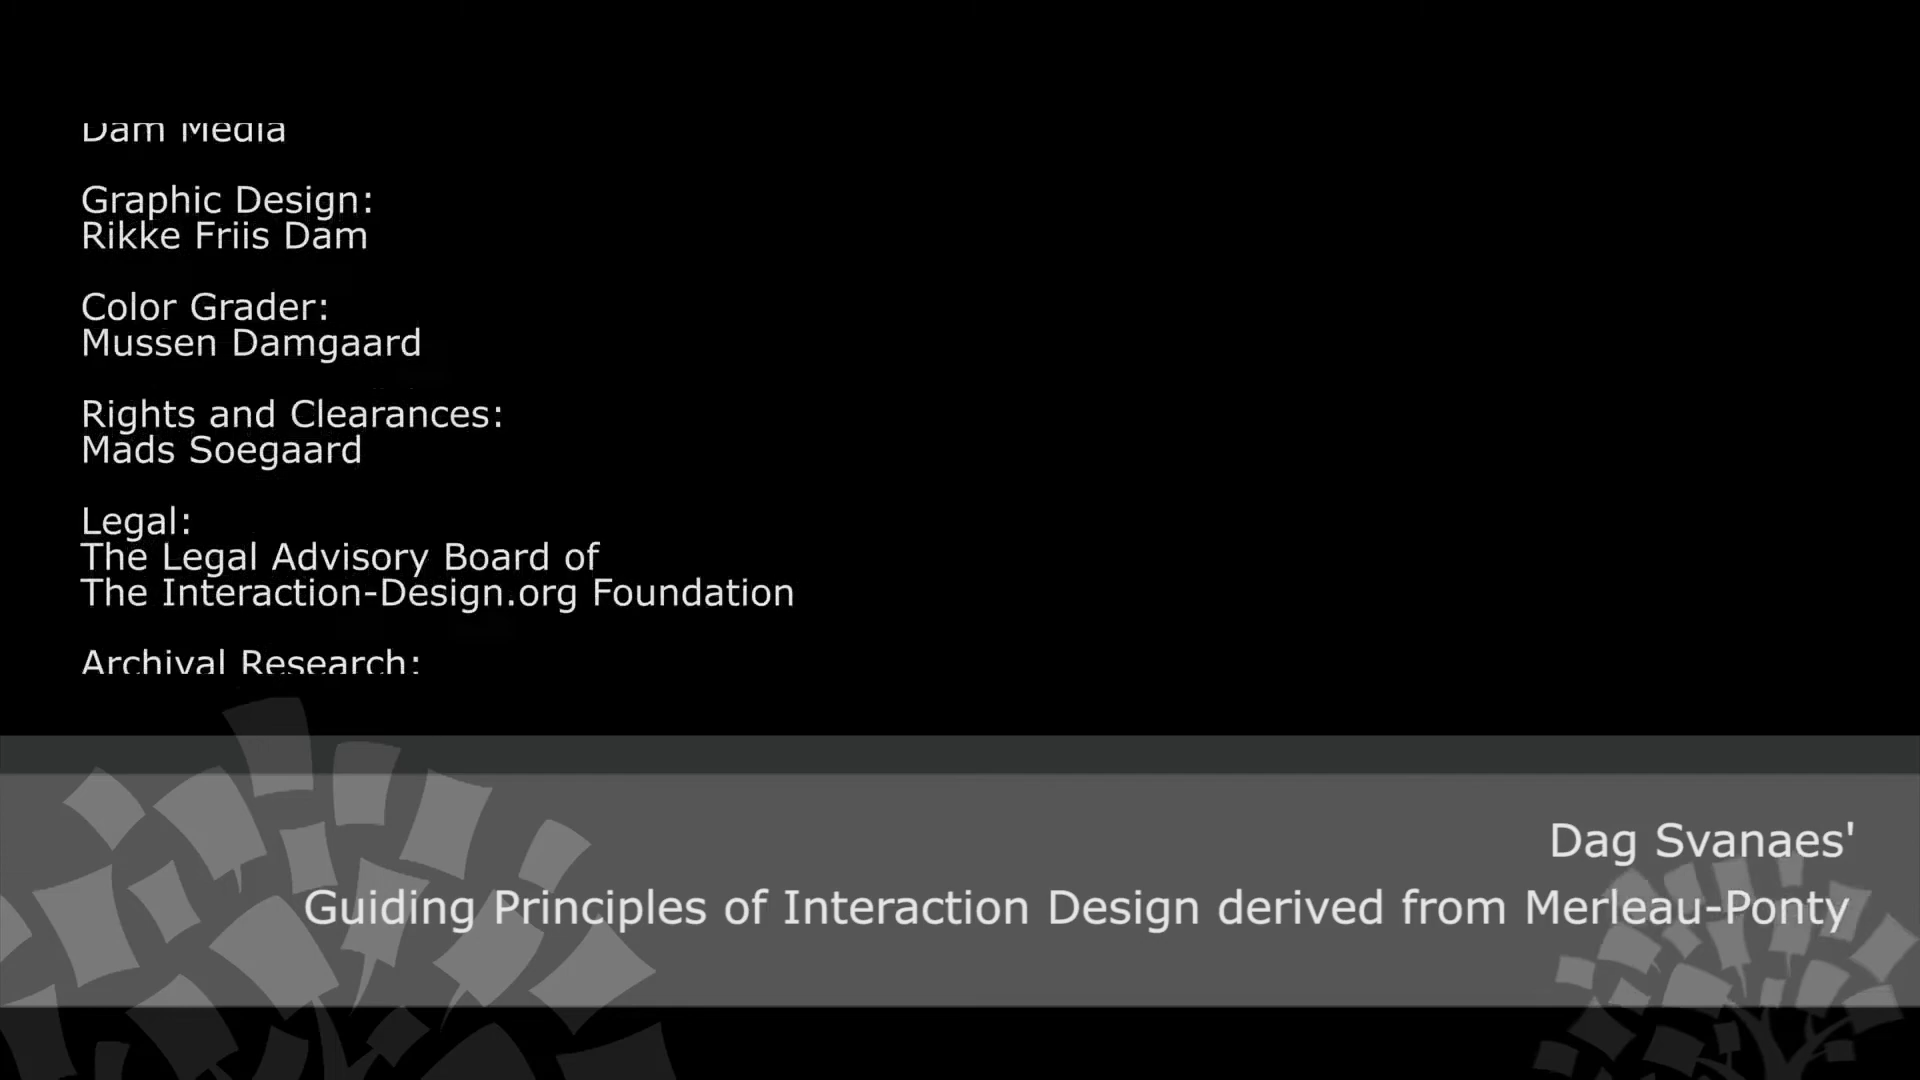 Dam Media
Graphic Design:
Rikke Friis Dam
Color Grader:
Mussen Damgaard
Rights and Clearances:
Mads Soegaard
Legal:
The Legal Advisory Board of
The Interaction-Design.org Foundation
Archival Research:
Dag Svanaes'
Guiding Principles of Interaction Design derived from Merleau-Ponty